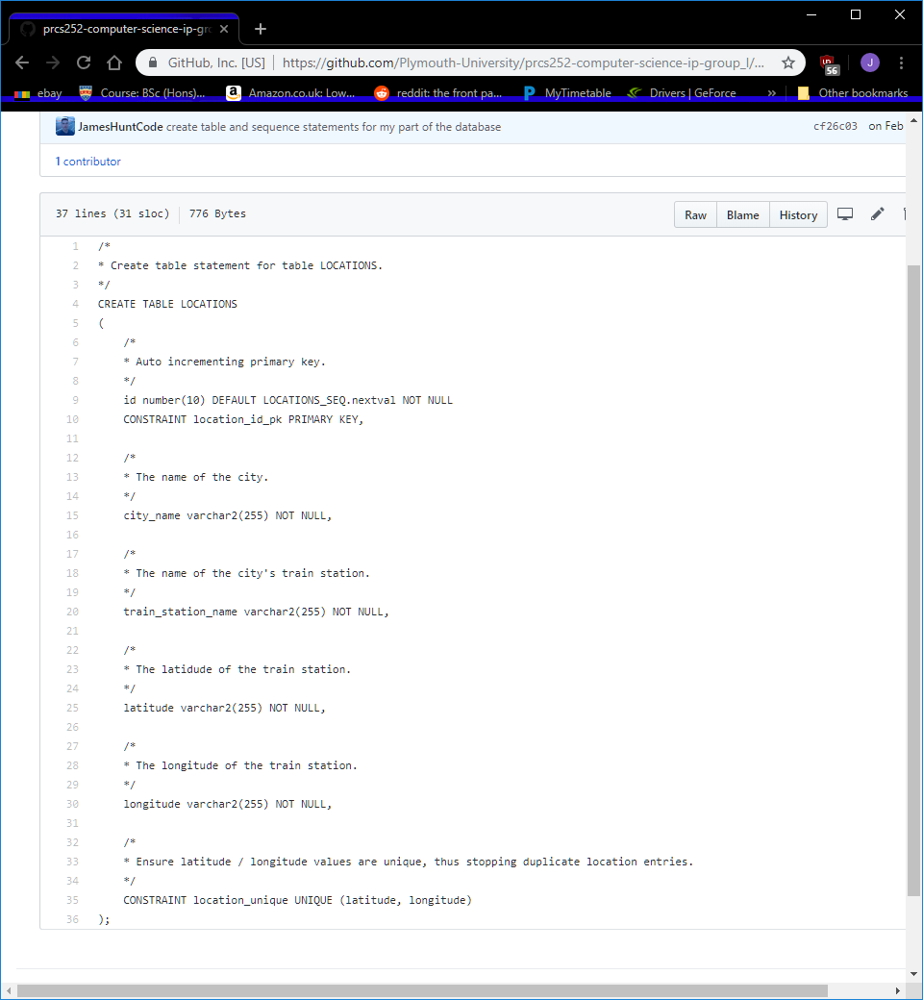 prcs252-computer-science-ip-gr
GitHub, Inc. [US] https://github.com/Plymouth-University/prcs252-computer-science-ip-group_l/...
56
J
ebay Course: BSc (Hons)... Amazon.co.uk: Low... reddit: the front pa... MyTimetable Drivers | GeForce » Other bookmarks
JamesHuntCode create table and sequence statements for my part of the database cf26c03 on Feb
1 contributor
37 lines (31 sloc) 776 Bytes Raw Blame History
1 /*
2 * Create table statement for table LOCATIONS.
3 */
4 CREATE TABLE LOCATIONS
5 (
6 /*
7 * Auto incrementing primary key.
8 */
9 id number(10) DEFAULT LOCATIONS_SEQ.nextval NOT NULL
10 CONSTRAINT location_id_pk PRIMARY KEY,
11
12 /*
13 * The name of the city.
14 */
15 city_name varchar2(255) NOT NULL,
16
17 /*
18 * The name of the city's train station.
19 */
20 train_station_name varchar2(255) NOT NULL,
21
22 /*
23 * The latidude of the train station.
24 */
25 latitude varchar2(255) NOT NULL,
26
27 /*
28 * The longitude of the train station.
29 */
30 longitude varchar2(255) NOT NULL,
31
32 /*
33 * Ensure latitude / longitude values are unique, thus stopping duplicate location entries.
34 */
35 CONSTRAINT location_unique UNIQUE (latitude, longitude)
36 );